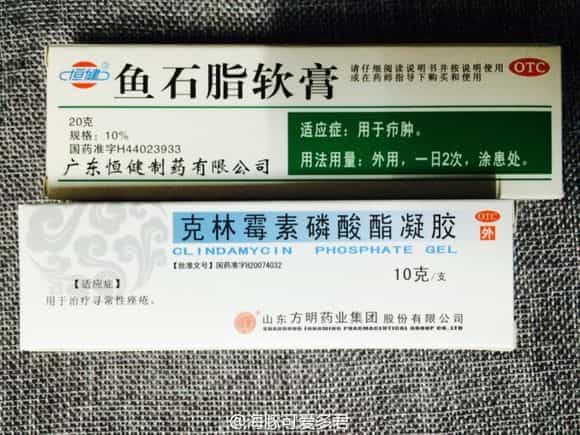 恒健
鱼石脂软膏
请仔细阅读说明书并按说明使用
或在药师指导下购买和使用
OTC
20克
规格：10%
国药准字H44023933
广东恒健制药有限公司
适应症：用于疖肿。
用法用量：外用，一日2次，涂患处。
克林霉素磷酸酯凝胶
CLINDAMYCIN PHOSPHATE GEL
OTC
外
【批准文号】国药准字H20074032
10克/支
【适应症】
用于治疗寻常性痤疮。
山东方明药业集团股份有限公司
SHANDONG FANGMING PHARMACEUTICAL GROUP CO.LTD
@海豚可爱多君